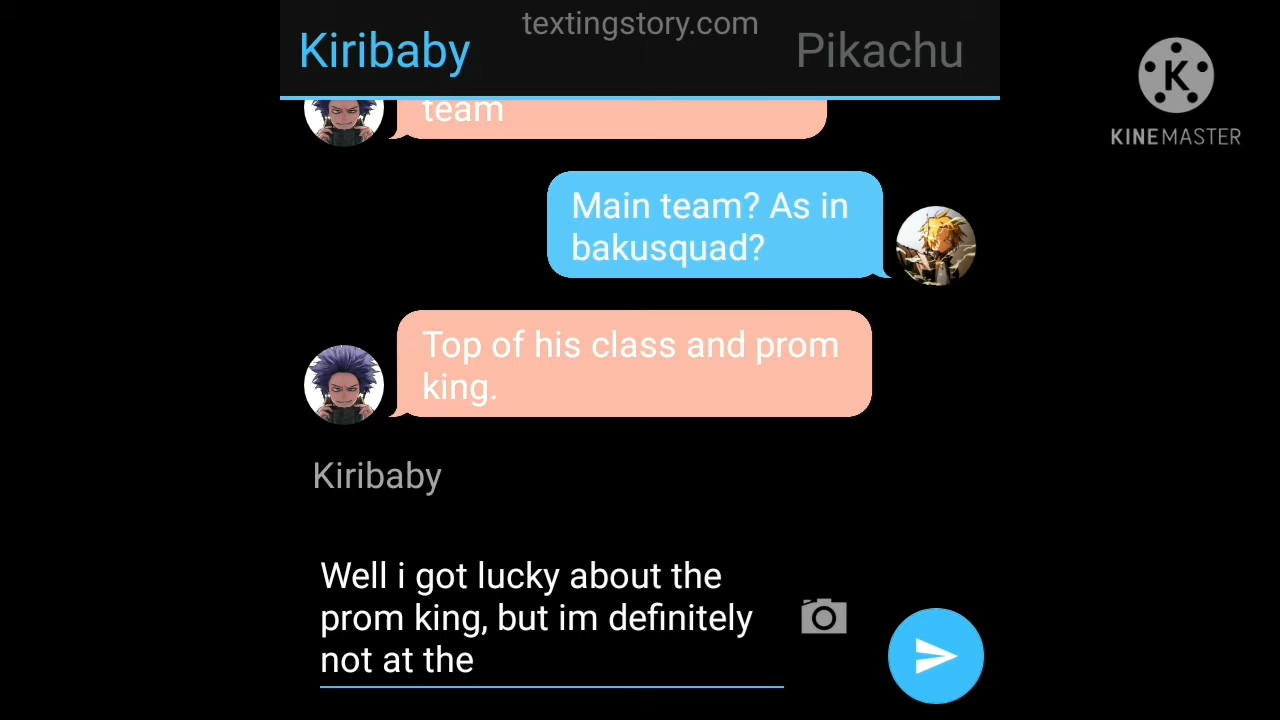 textingstory.com
Kiribaby
Pikachu
K
KINEMASTER
team
Main team? As in
bakusquad?
Top of his class and prom
king.
Kiribaby
Well i got lucky about the
prom king, but im definitely
not at the